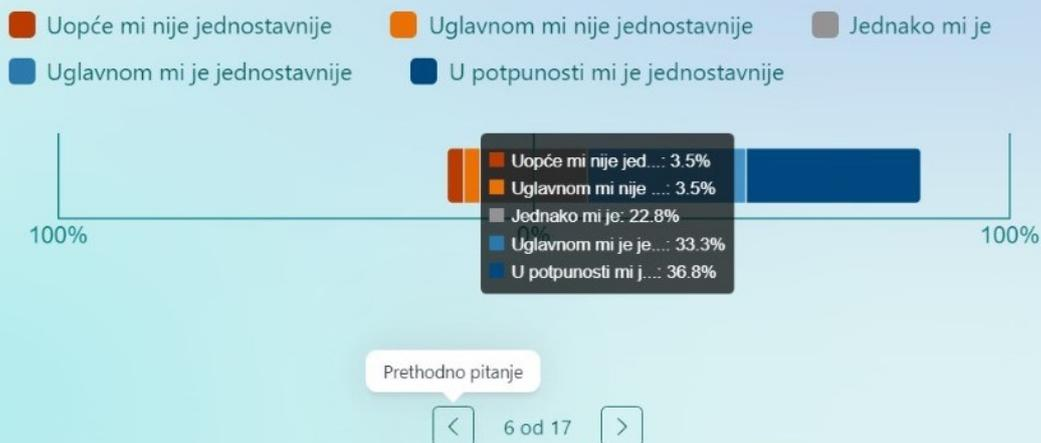 Uopće mi nije jednostavnije Uglavnom mi nije jednostavnije Jednako mi je
Uglavnom mi je jednostavnije U potpunosti mi je jednostavnije
Uopće mi nije jed...: 3.5%
Uglavnom mi nije ...: 3.5%
Jednako mi je: 22.8%
100% 0% 100%
Uglavnom mi je je...: 33.3%
U potpunosti mi j...: 36.8%
Prethodno pitanje
< 6 od 17 >